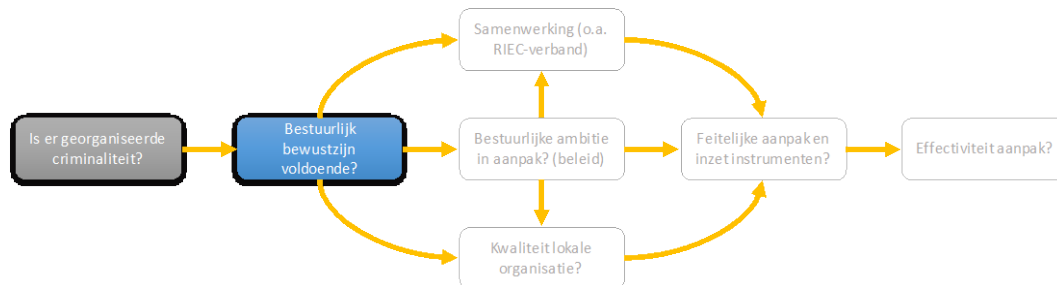 Samenwerking (o.a.
RIEC-verband)
Is er georganiseerde
criminaliteit?
Bestuurlijk
bewustzijn
voldoende?
Bestuurlijke ambitie
in aanpak? (beleid)
Feitelijke aanpak en
inzet instrumenten?
Effectiviteit aanpak?
Kwaliteit lokale
organisatie?